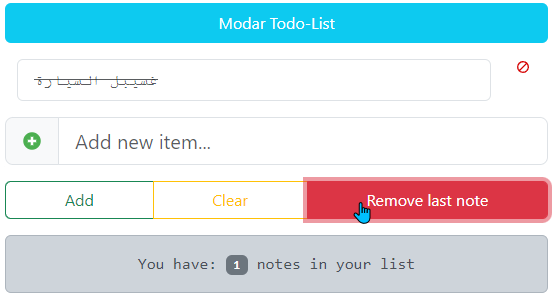 Modar Todo-List
غسيبل السيارة
Add new item...
Add
Clear
Remove last note
You have: 1 notes in your list